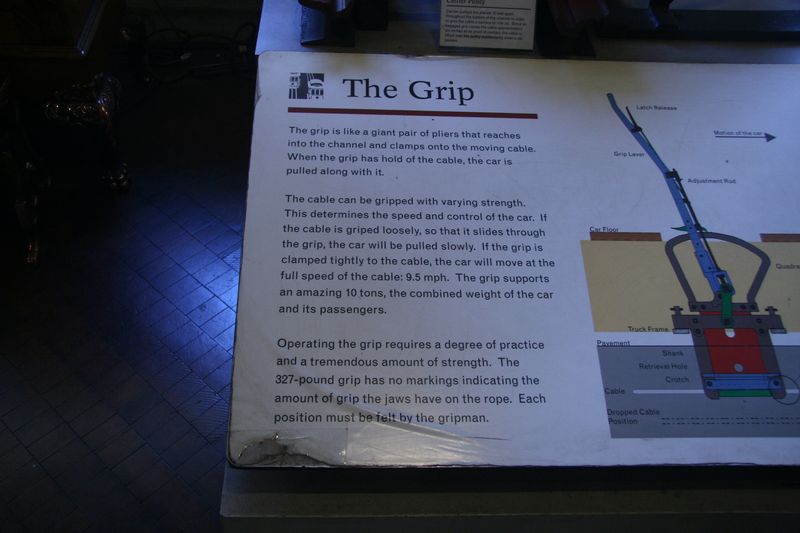 Carrier Pulley
The Grip
The grip is like a giant pair of pliers that reaches
into the channel and clamps onto the moving cable.
When the grip has hold of the cable, the car is
pulled along with it.
The cable can be gripped with varying strength.
This determines the speed and control of the car. If
the cable is griped loosely, so that it slides through
the grip, the car will be pulled slowly. If the grip is
clamped tightly to the cable, the car will move at the
full speed of the cable: 9.5 mph. The grip supports
an amazing 10 tons, the combined weight of the car
and its passengers.
Operating the grip requires a degree of practice
and a tremendous amount of strength. The
327-pound grip has no markings indicating the
amount of grip the jaws have on the rope. Each
position must be felt by the gripman.
Latch Release
Motion of the car
Grip Lever
Adjustment Rod
Car Floor
Quadra
Truck Frame
Pavement
Shank
Retrieval Hole
Crotch
Cable
Dropped Cable
Position